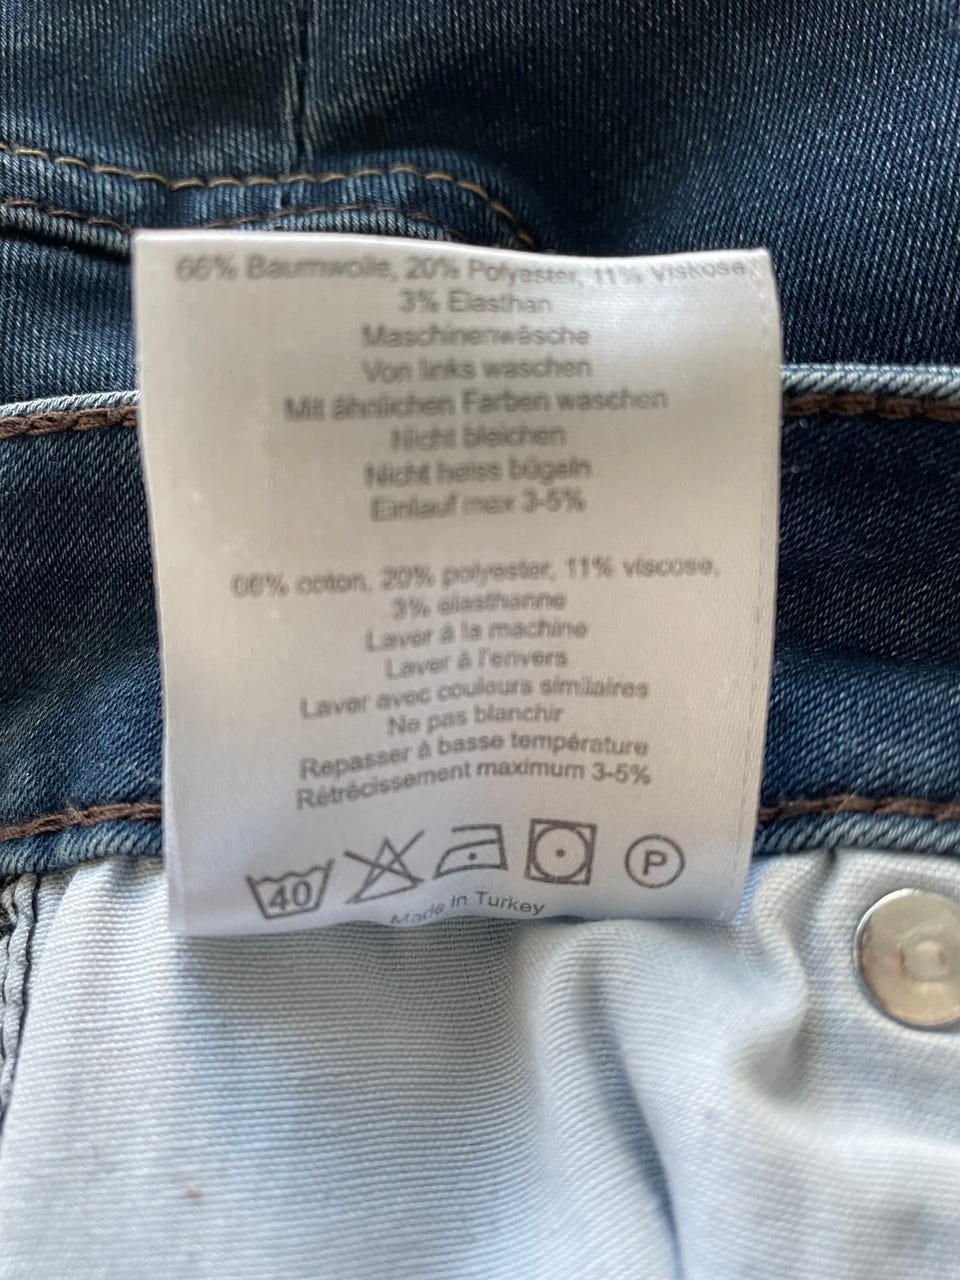 66% Baumwolle, 20% Polyester, 11% Viskose,
3% Elasthan
Maschinenwäsche
Von links waschen
Mit ähnlichen Farben waschen
Nicht bleichen
Nicht heiss bügeln
Einlauf max 3-5%
66% coton, 20% polyester, 11% viscose,
3% elasthanne
Laver à la machine
Laver à l'envers
Laver avec couleurs similaires
Ne pas blanchir
Repasser à basse température
Rétrécissement maximum 3-5%
40
P
Made in Turkey